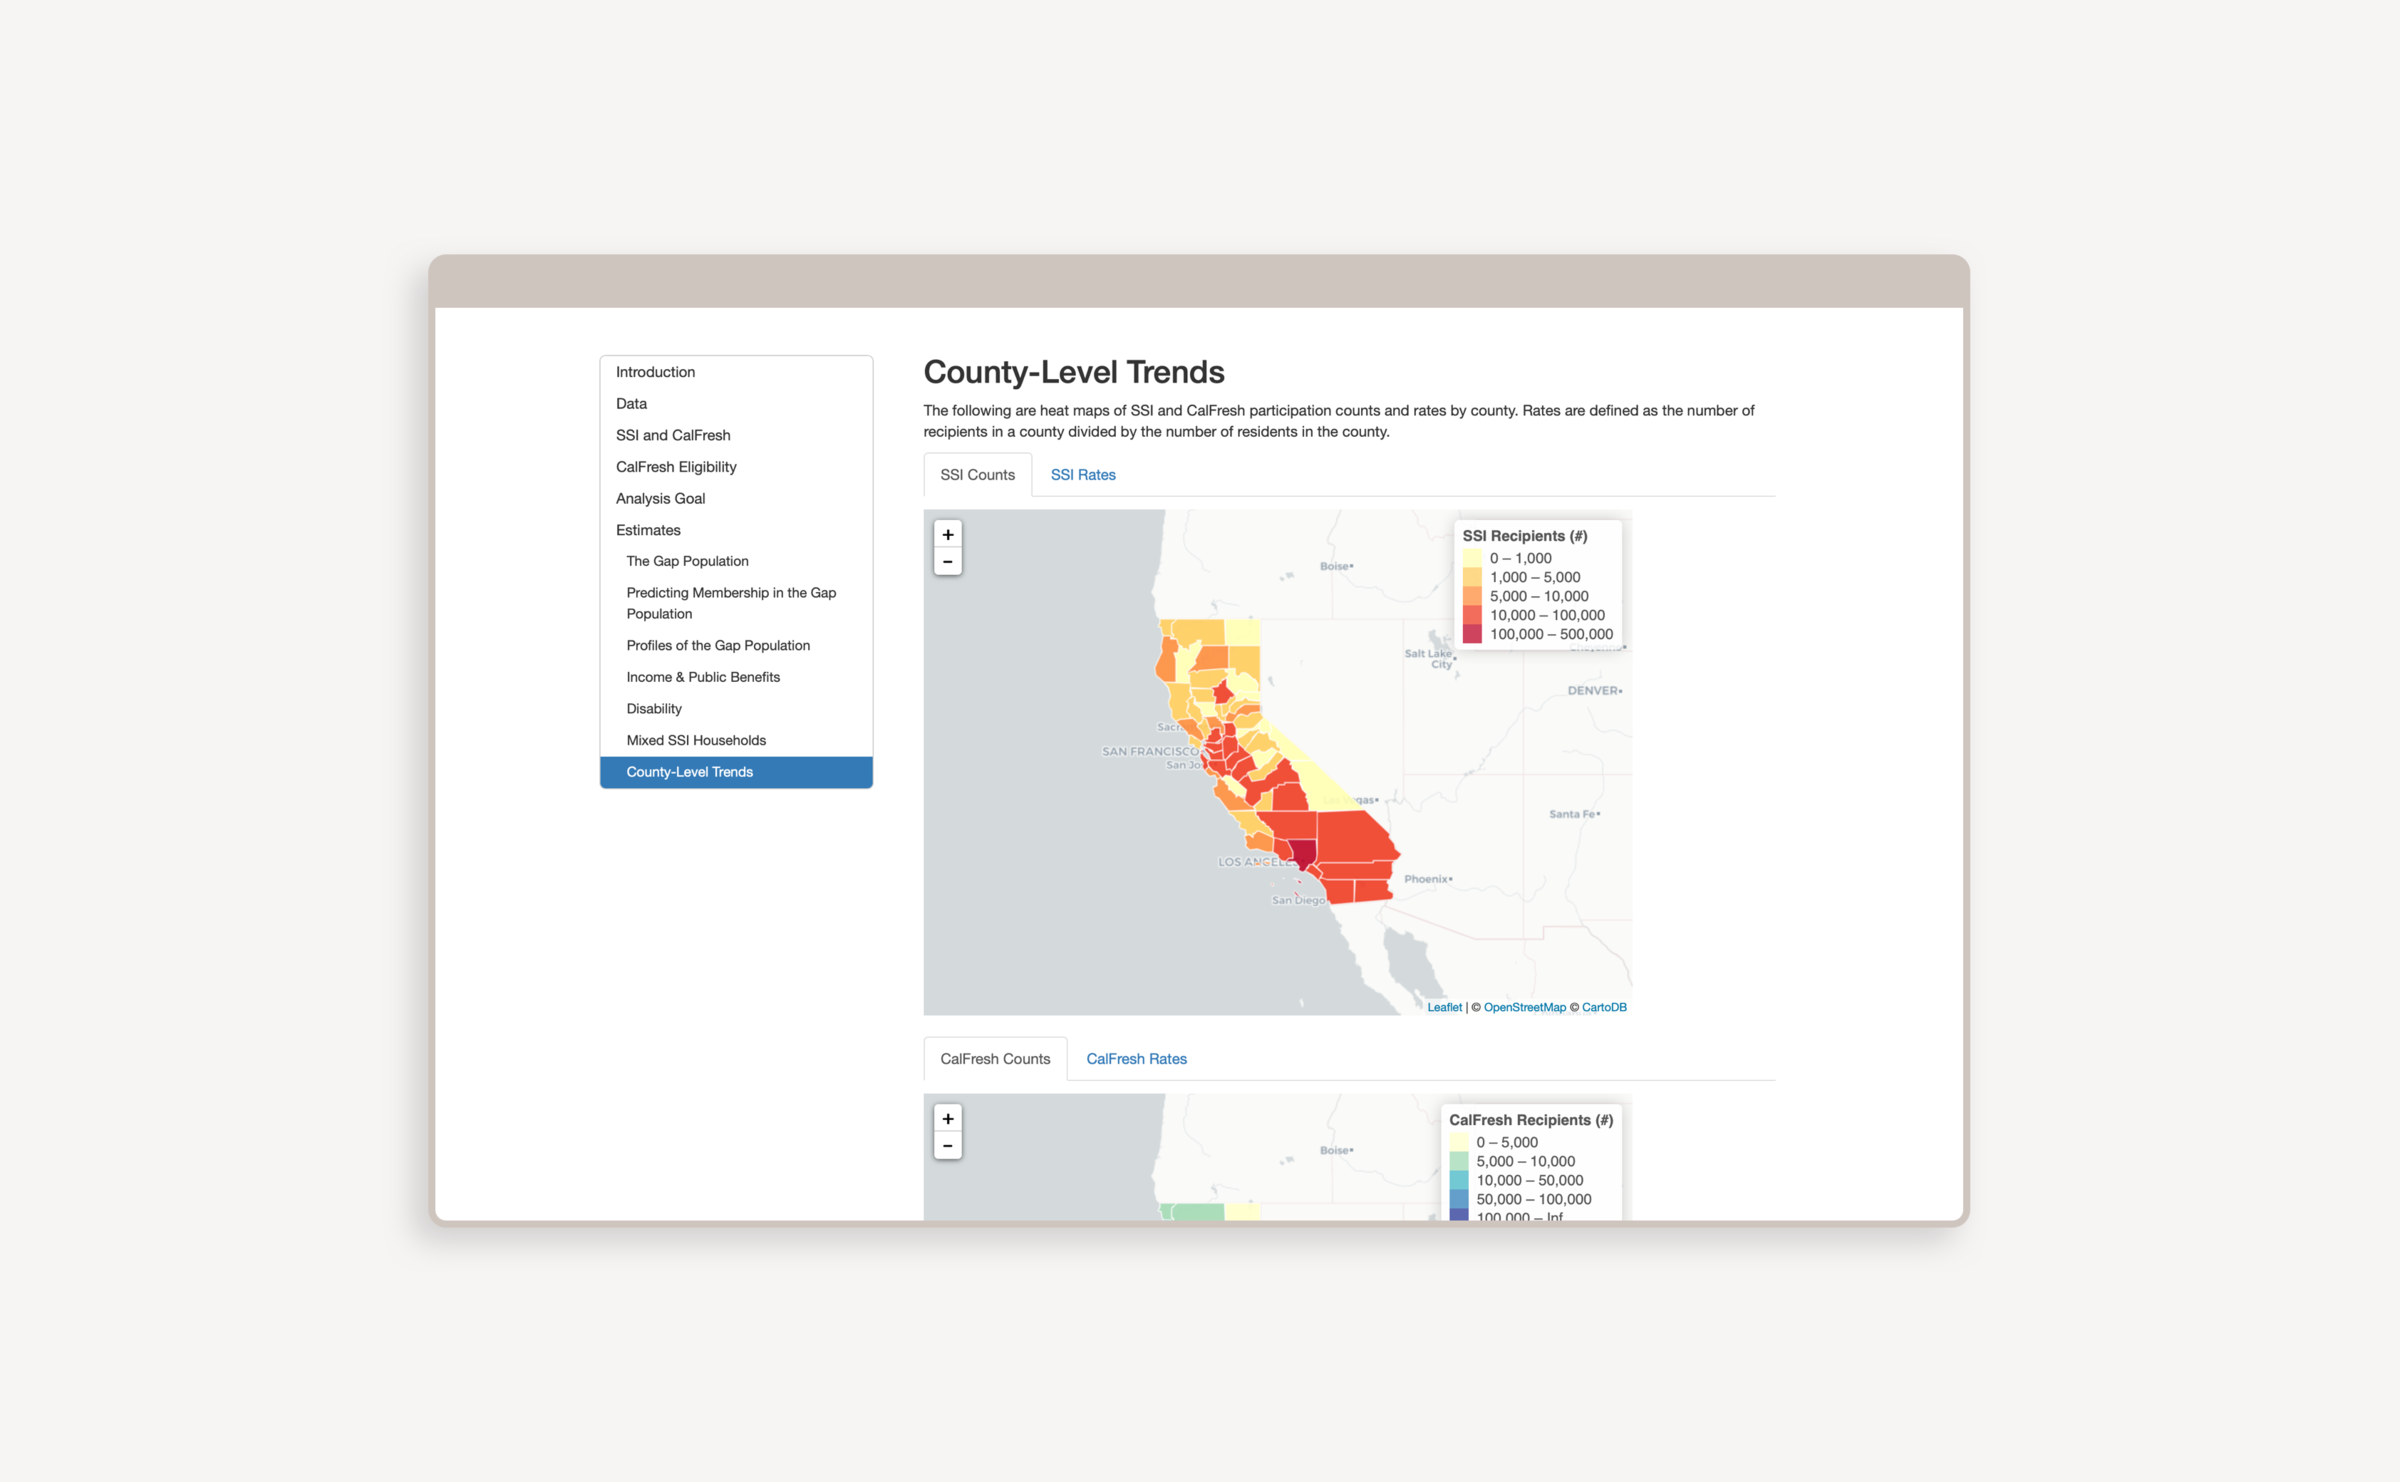 Introduction
Data
SSI and CalFresh
CalFresh Eligibility
Analysis Goal
Estimates
The Gap Population
Predicting Membership in the Gap
Population
Profiles of the Gap Population
Income & Public Benefits
Disability
Mixed SSI Households
County-Level Trends
County-Level Trends
The following are heat maps of SSI and CalFresh participation counts and rates by county. Rates are defined as the number of
recipients in a county divided by the number of residents in the county.
SSI Counts
SSI Rates
+
−
SSI Recipients (#)
0 – 1,000
1,000 – 5,000
5,000 – 10,000
10,000 – 100,000
100,000 – 500,000
Boise
Salt Lake
City
DENVER
SAN FRANCISCO
San Jo
Santa Fe
LOS ANGELE
Phoenix
San Diego
Leaflet | © OpenStreetMap © CartoDB
CalFresh Counts
CalFresh Rates
+
−
CalFresh Recipients (#)
0 – 5,000
5,000 – 10,000
10,000 – 50,000
50,000 – 100,000
100,000 – Inf
Boise